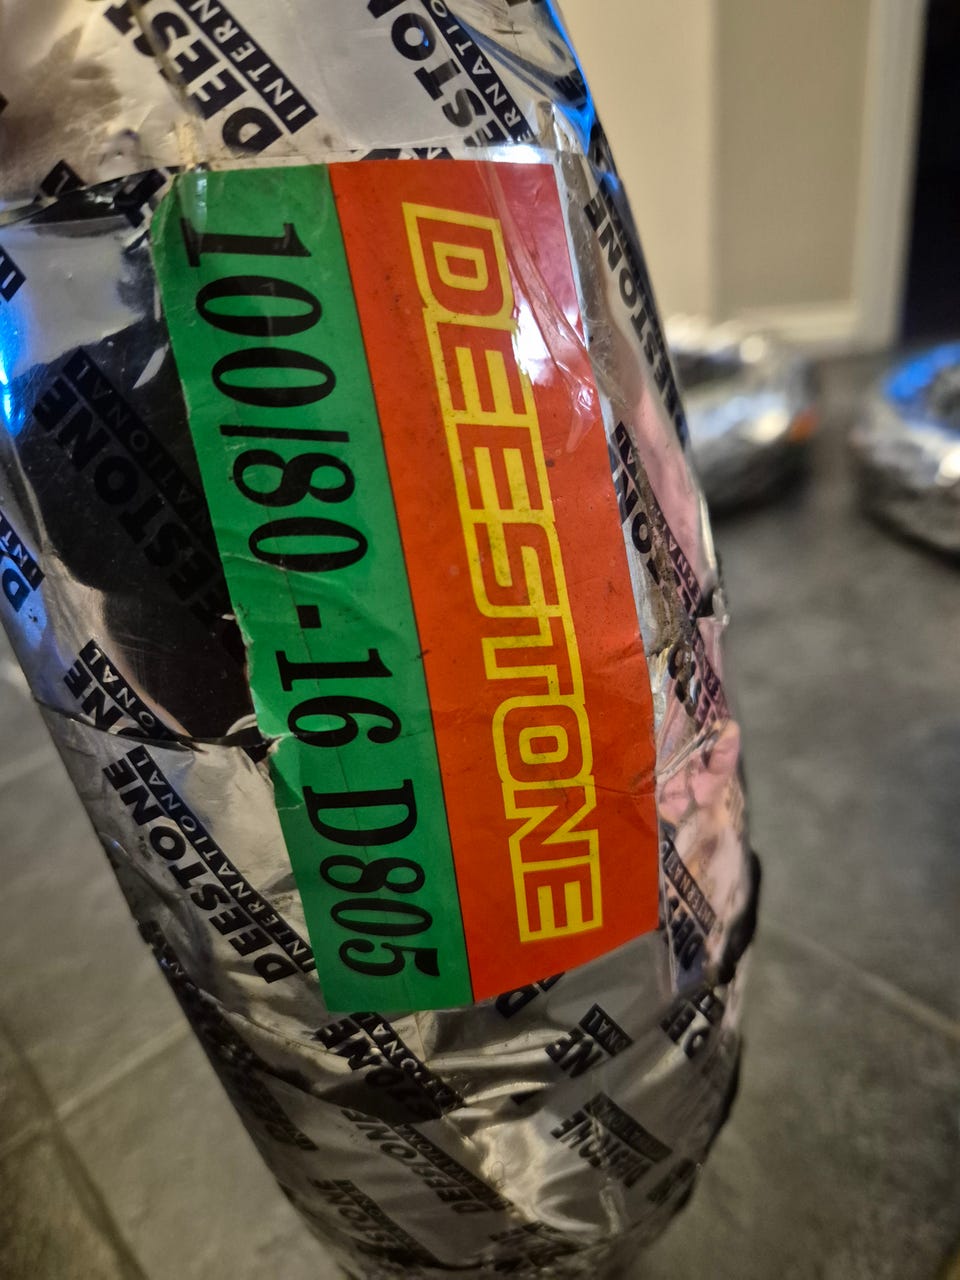 DEESTONE
100/80-16 D805
DEESTONE
INTERNATIONAL